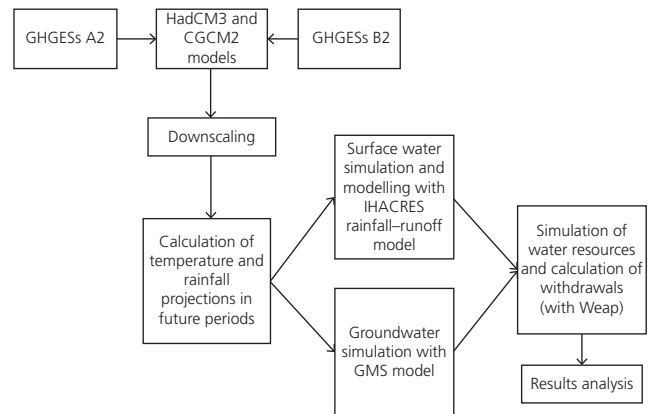 GHGESs A2
HadCM3 and
CGCM2
models
GHGESs B2
Downscaling
Calculation of
temperature and
rainfall
projections in
future periods
Surface water
simulation and
modelling with
IHACRES
rainfall–runoff
model
Groundwater
simulation with
GMS model
Simulation of
water resources
and calculation of
withdrawals
(with Weap)
Results analysis